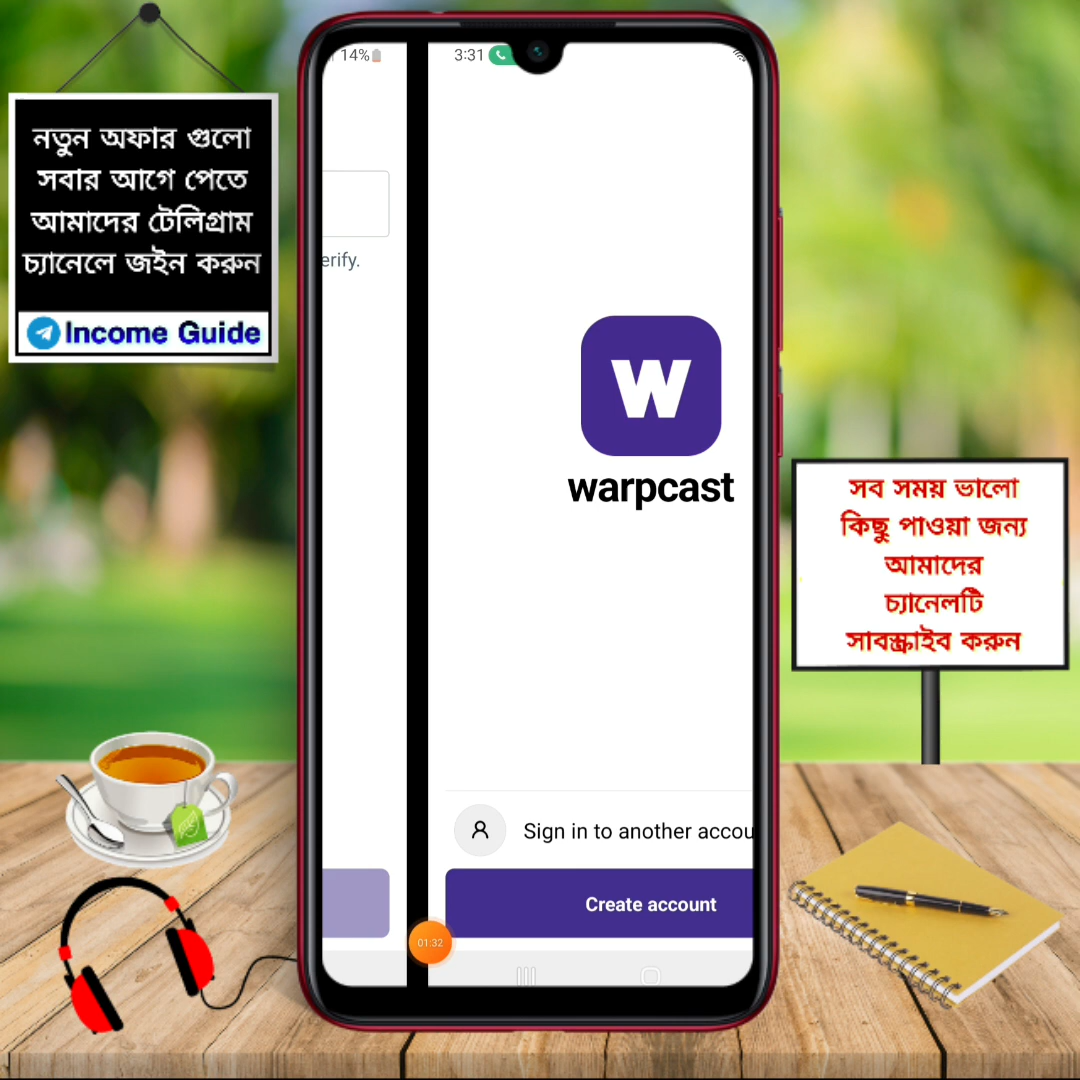 নতুন অফার গুলো
সবার আগে পেতে
আমাদের টেলিগ্রাম
চ্যানেলে জইন করুন
Income Guide
14%
3:31
erify.
W
warpcast
Sign in to another accou
Create account
01:32
সব সময় ভালো
কিছু পাওয়া জন্য
আমাদের
চ্যানেলটি
সাবস্ক্রাইব করুন